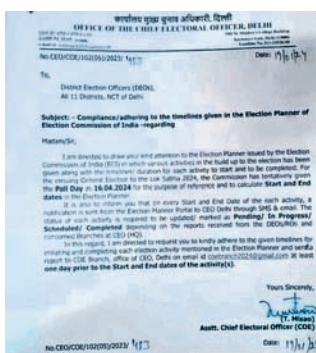 कार्यालय मुख्य चुनाव अधिकारी, दिल्ली
OFFICE OF THE CHIEF ELECTORAL OFFICER, DELHI
No.CEO/COE/102(05)/2023/ 483
Date: 19/01/24
To,
District Election Officers (DEOs),
All 11 Districts, NCT of Delhi
Subject: - Compliance/adhering to the timelines given in the Election Planner of
Election Commission of India -regarding
Madam/Sir,
I am directed to draw your kind attention to the Election Planner issued by the Election
Commission of India (ECI) in which various activities in the build up to the election has been
given along with the timelines/ duration for each activity to start and to be completed. For
the ensuing General Election to the Lok Sabha 2024, the Commission has tentatively given
the Poll Day as 16.04.2024 for the purpose of reference and to calculate Start and End
dates in the Election Planner.
It is also to inform you that on every Start and End Date of the each activity, a
notification is sent from the Election Planner Portal to CEO Delhi through SMS & email. The
status of each activity is required to be updated/ marked as Pending/ In Progress/
Scheduled/ Completed depending on the reports received from the DEOs/ROs and
concerned Branches at CEO (HQ).
In this regard, I am directed to request you to kindly adhere to the given timelines for
initiating and completing each election activity mentioned in the Election Planner and send a
report to COE Branch, office of CEO, Delhi on email id coebranch2024@gmail.com at least
one day prior to the Start and End dates of the activity(s).
Yours Sincerely,
(T. Misao)
Asstt. Chief Electoral Officer (COE)
No.CEO/COE/102(05)/2023/ 483
Date: 19/01/2